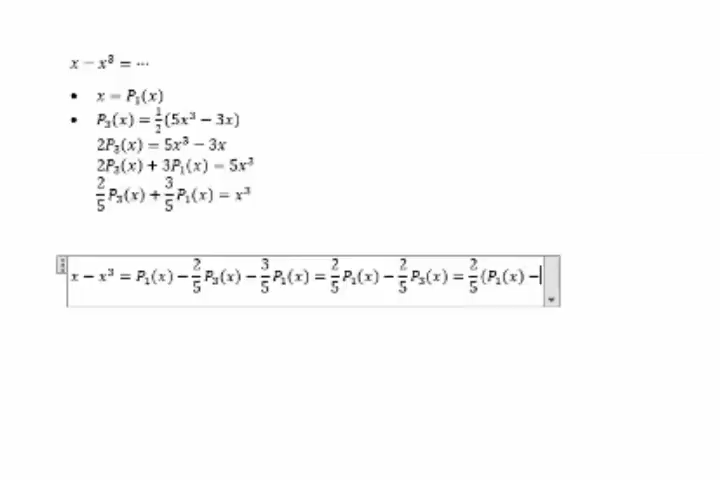 x − x³ = ⋯
• x = P₁(x)
• P₃(x) = 1/2 (5x³ − 3x)
2P₃(x) = 5x³ − 3x
2P₃(x) + 3P₁(x) = 5x³
2/5 P₃(x) + 3/5 P₁(x) = x³
x − x³ = P₁(x) − 2/5 P₃(x) − 3/5 P₁(x) = 2/5 P₁(x) − 2/5 P₃(x) = 2/5 (P₁(x) −